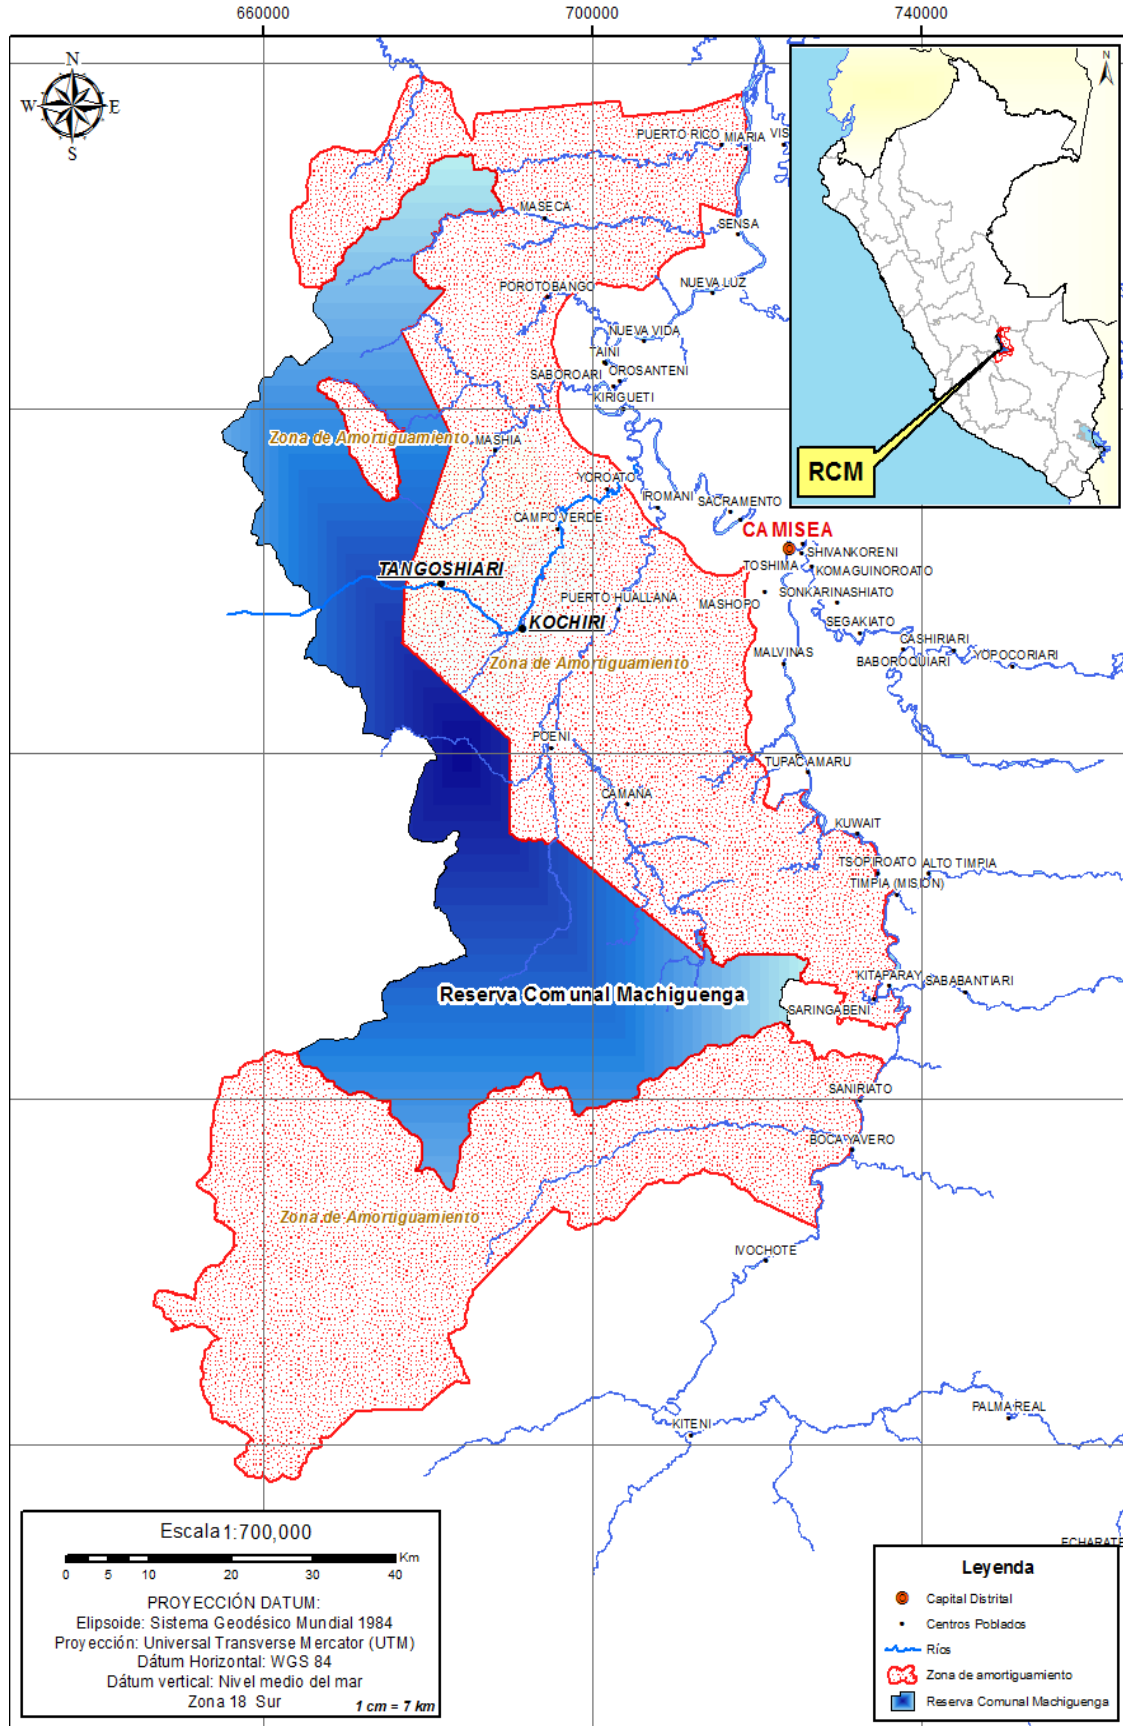 660000
700000
740000
N
W E
S
N
PUERTO RICO
MIARIA
VIS
MASECA
SENSA
POROTOBANGO
NUEVA LUZ
NUEVA VIDA
TAINI
OROSANTENI
SABOROARI
KIRIGUETI
RCM
Zona de Amortiguamiento
MASHIA
YOROATO
IROMANI
SACRAMENTO
CAMPO VERDE
CAMISEA
SHIVANKORENI
TOSHIMA
KOMAGUINOROATO
TANGOSHIARI
MASHOPO
SONKARINASHIATO
PUERTO HUALLANA
KOCHIRI
SEGAKIATO
CASHIRIARI
MALVINAS
BABOROQUIARI
YOPOCORIARI
Zona de Amortiguamiento
POENI
TUPAC AMARU
CAMANA
KUWAIT
TSOPIROATO
ALTO TIMPIA
TIMPIA (MISION)
KITAPARAY
SABABANTIARI
Reserva Comunal Machiguenga
SARINGABENI
SANIRIATO
BOCA YAVERO
Zona de Amortiguamiento
IVOCHOTE
PALMA REAL
KITENI
ECHARATE
Escala 1:700,000
Km
0 5 10 20 30 40
PROYECCIÓN DATUM:
Elipsoide: Sistema Geodésico Mundial 1984
Proyección: Universal Transverse Mercator (UTM)
Dátum Horizontal: WGS 84
Dátum vertical: Nivel medio del mar
Zona 18 Sur
1 cm = 7 km
Leyenda
Capital Distrital
Centros Poblados
Ríos
Zona de amortiguamiento
Reserva Comunal Machiguenga